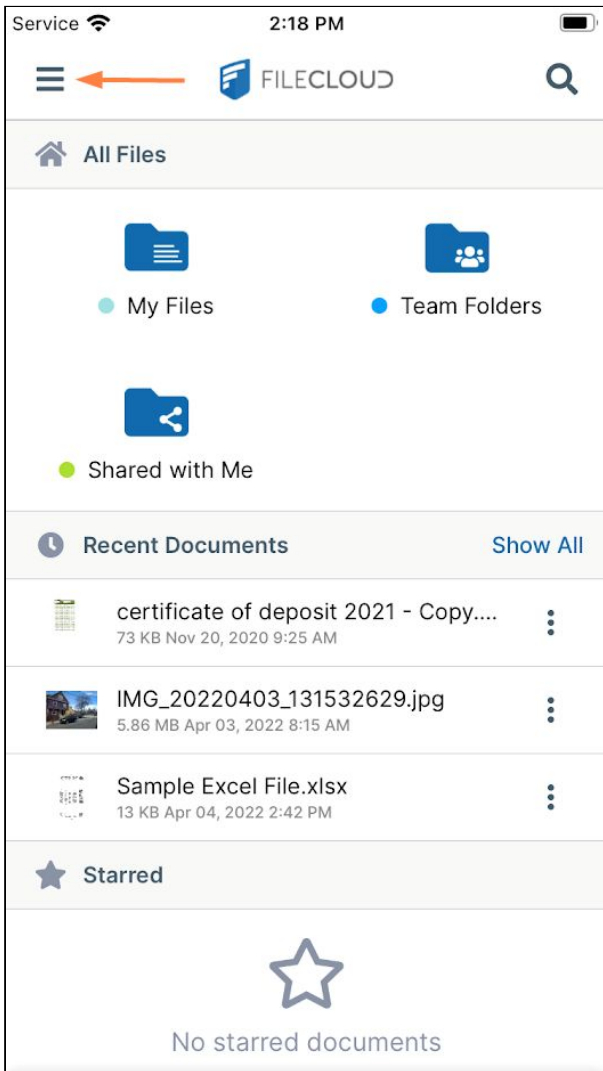 Service 2:18 PM
FILECLOUD
All Files
My Files
Team Folders
Shared with Me
Recent Documents Show All
certificate of deposit 2021 - Copy....
73 KB Nov 20, 2020 9:25 AM
IMG_20220403_131532629.jpg
5.86 MB Apr 03, 2022 8:15 AM
Sample Excel File.xlsx
13 KB Apr 04, 2022 2:42 PM
Starred
No starred documents